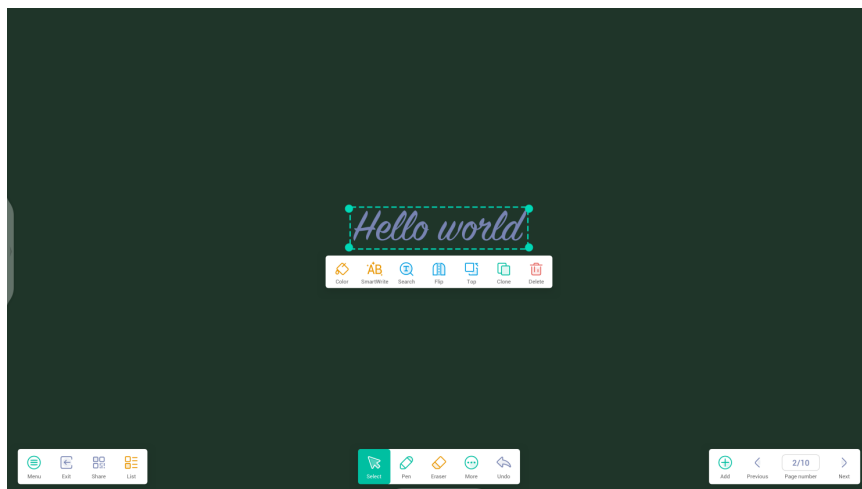 Hello world
Color SmartWrite Search Flip Top Clone Delete
Menu Exit Share List Select Pen Eraser More Undo Add Previous 2/10 Page number Next